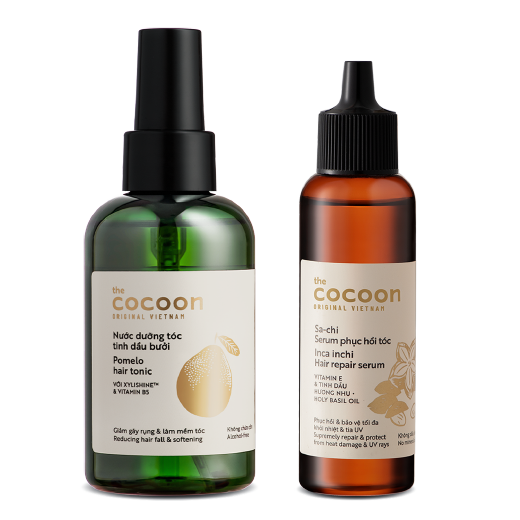 the
cocoon
ORIGINAL VIETNAM
Nước dưỡng tóc
tinh dầu bưởi
Pomelo
hair tonic
VỚI XYLISHINE™
& VITAMIN B5
Giảm gãy rụng & làm mềm tóc
Reducing hair fall & softening
Không chứa
Alcohol-free
the
cocoon
ORIGINAL VIETNAM
Sa-chi
Serum phục hồi tóc
Inca inchi
Hair repair serum
VITAMIN E
& TINH DẦU
HƯƠNG NHU •
HOLY BASIL OIL
Phục hồi & bảo vệ tối đa
khỏi nhiệt & tia UV
Supremely repair & protect
from heat damage & UV rays
Không
No